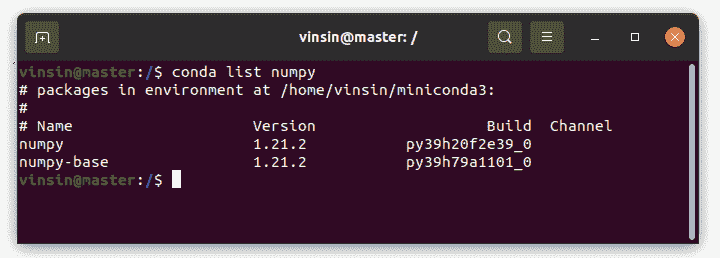 vinsin@master: /
vinsin@master:/$ conda list numpy
# packages in environment at /home/vinsin/miniconda3:
#
# Name                    Version                   Build  Channel
numpy                     1.21.2           py39h20f2e39_0
numpy-base                1.21.2           py39h79a1101_0
vinsin@master:/$